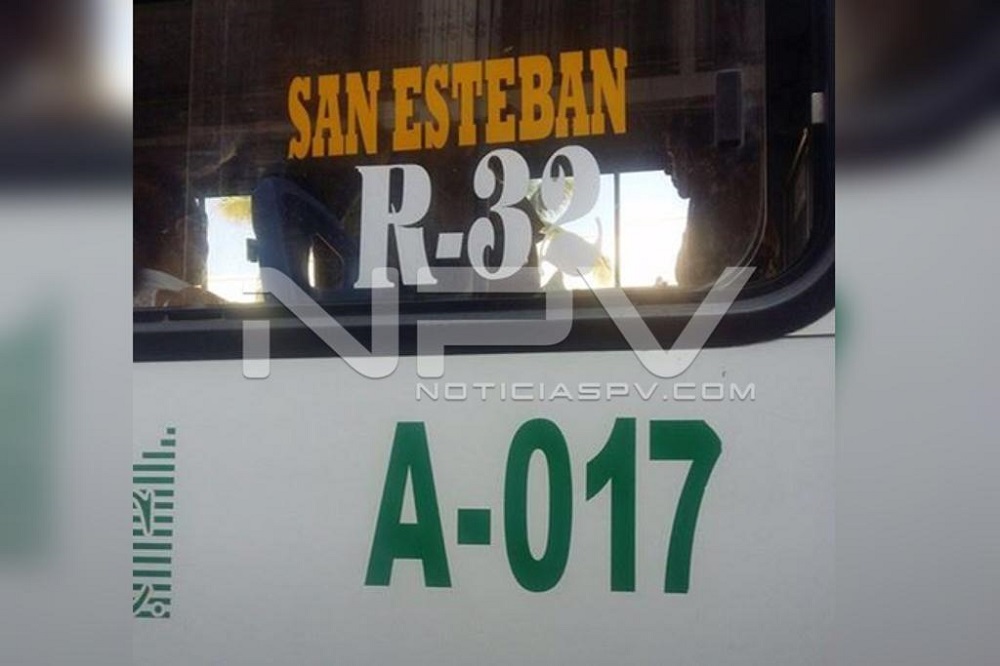 SAN ESTEBAN
R-32
NPV
NOTICIASPV.COM
A-017